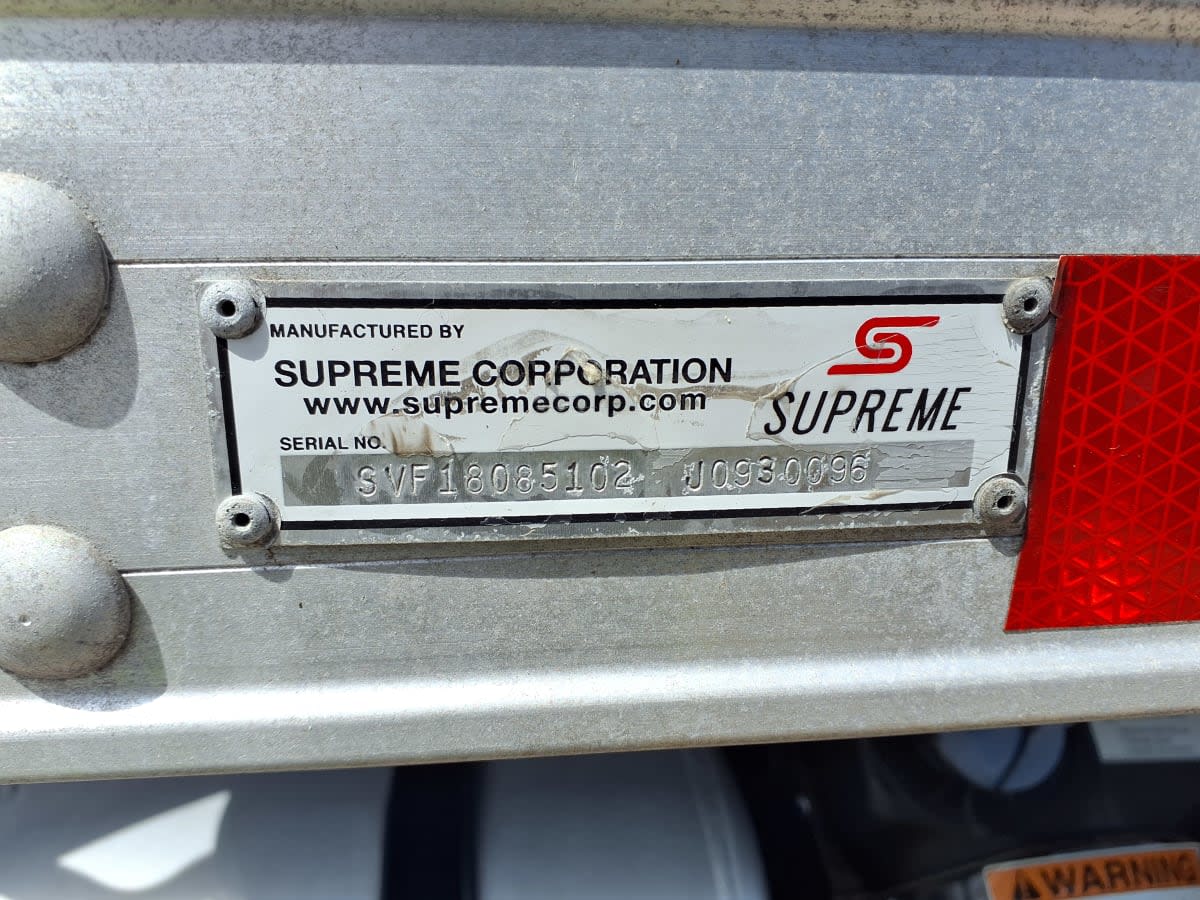 MANUFACTURED BY
SUPREME CORPORATION
www.supremecorp.com
SUPREME
SERIAL NO.
SVF18085102 J0930096
WARNING